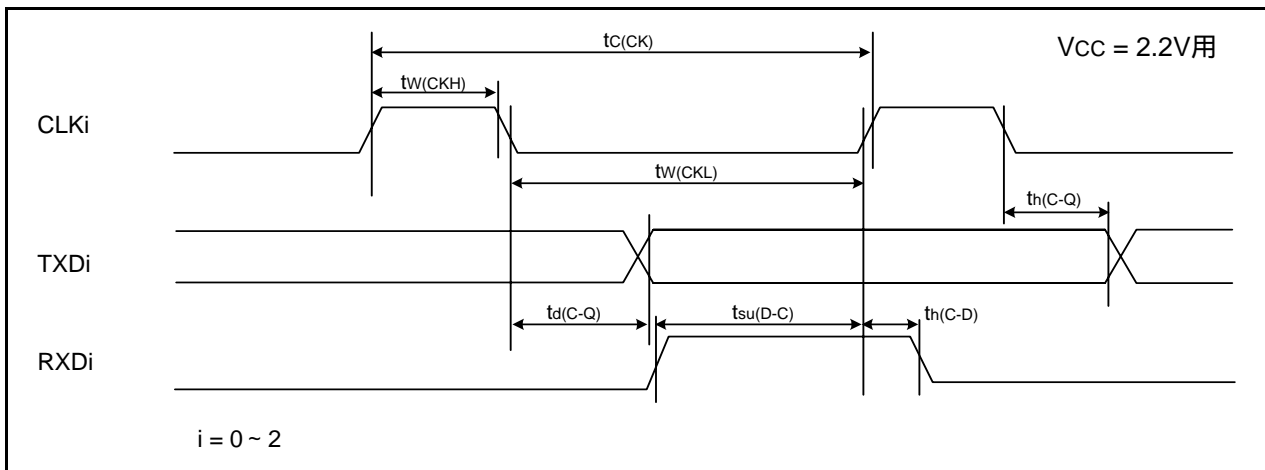 tC(CK)
VCC = 2.2V用
tW(CKH)
CLKi
tW(CKL)
th(C-Q)
TXDi
td(C-Q)
tsu(D-C)
th(C-D)
RXDi
i = 0 ~ 2